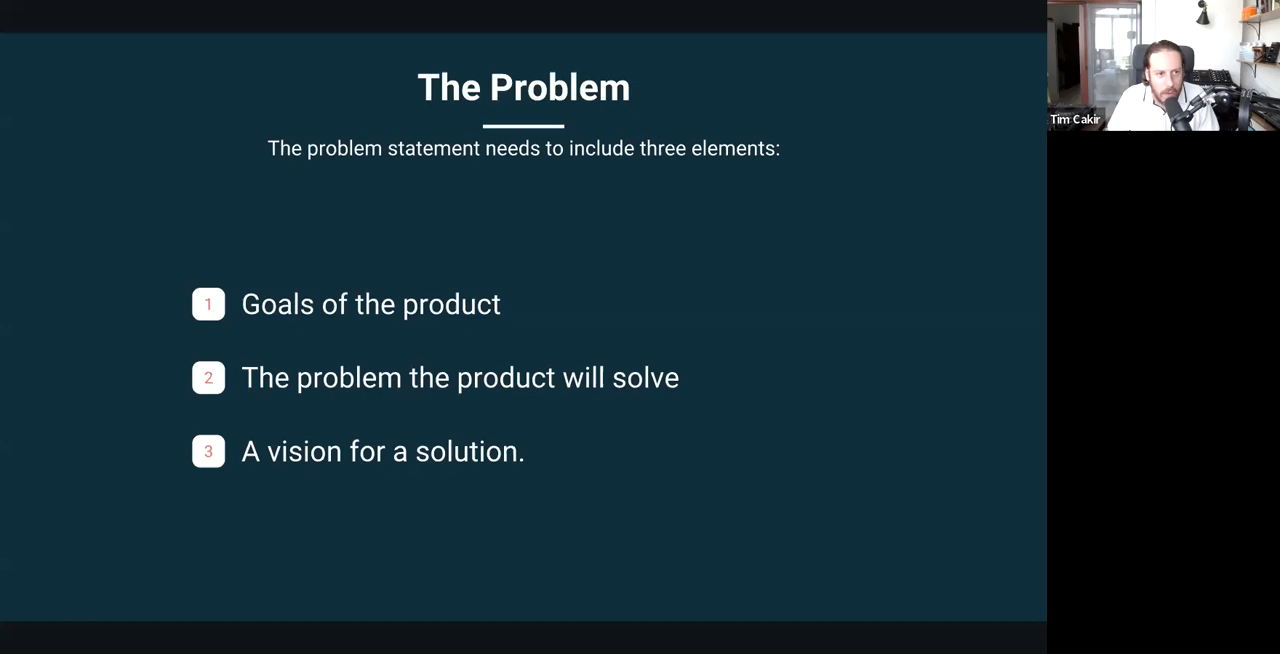 The Problem
The problem statement needs to include three elements:
1 Goals of the product
2 The problem the product will solve
3 A vision for a solution.
Tim Cakir